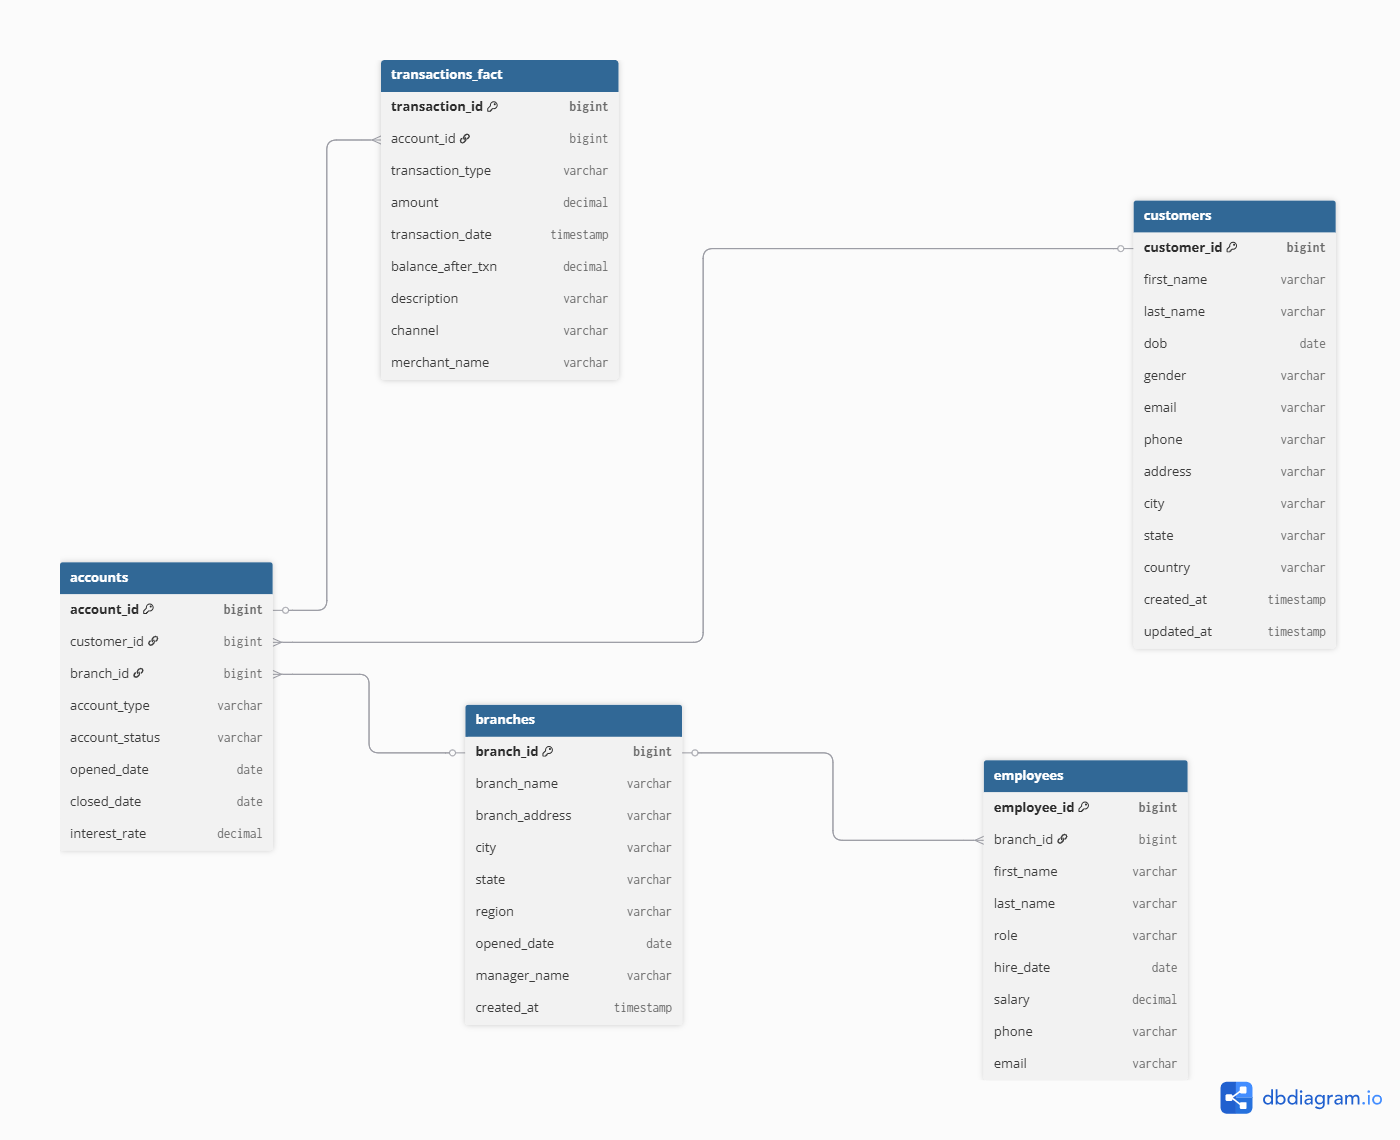 transactions_fact
transaction_id bigint
account_id bigint
transaction_type varchar
amount decimal
transaction_date timestamp
balance_after_txn decimal
description varchar
channel varchar
merchant_name varchar
customers
customer_id bigint
first_name varchar
last_name varchar
dob date
gender varchar
email varchar
phone varchar
address varchar
city varchar
state varchar
country varchar
created_at timestamp
updated_at timestamp
accounts
account_id bigint
customer_id bigint
branch_id bigint
account_type varchar
account_status varchar
opened_date date
closed_date date
interest_rate decimal
branches
branch_id bigint
branch_name varchar
branch_address varchar
city varchar
state varchar
region varchar
opened_date date
manager_name varchar
created_at timestamp
employees
employee_id bigint
branch_id bigint
first_name varchar
last_name varchar
role varchar
hire_date date
salary decimal
phone varchar
email varchar
dbdiagram.io